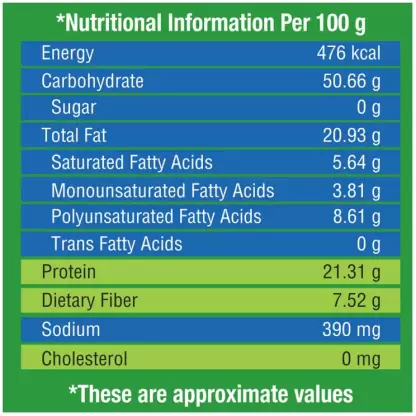 *Nutritional Information Per 100 g
Energy 476 kcal
Carbohydrate 50.66 g
Sugar 0 g
Total Fat 20.93 g
Saturated Fatty Acids 5.64 g
Monounsaturated Fatty Acids 3.81 g
Polyunsaturated Fatty Acids 8.61 g
Trans Fatty Acids 0 g
Protein 21.31 g
Dietary Fiber 7.52 g
Sodium 390 mg
Cholesterol 0 mg
*These are approximate values